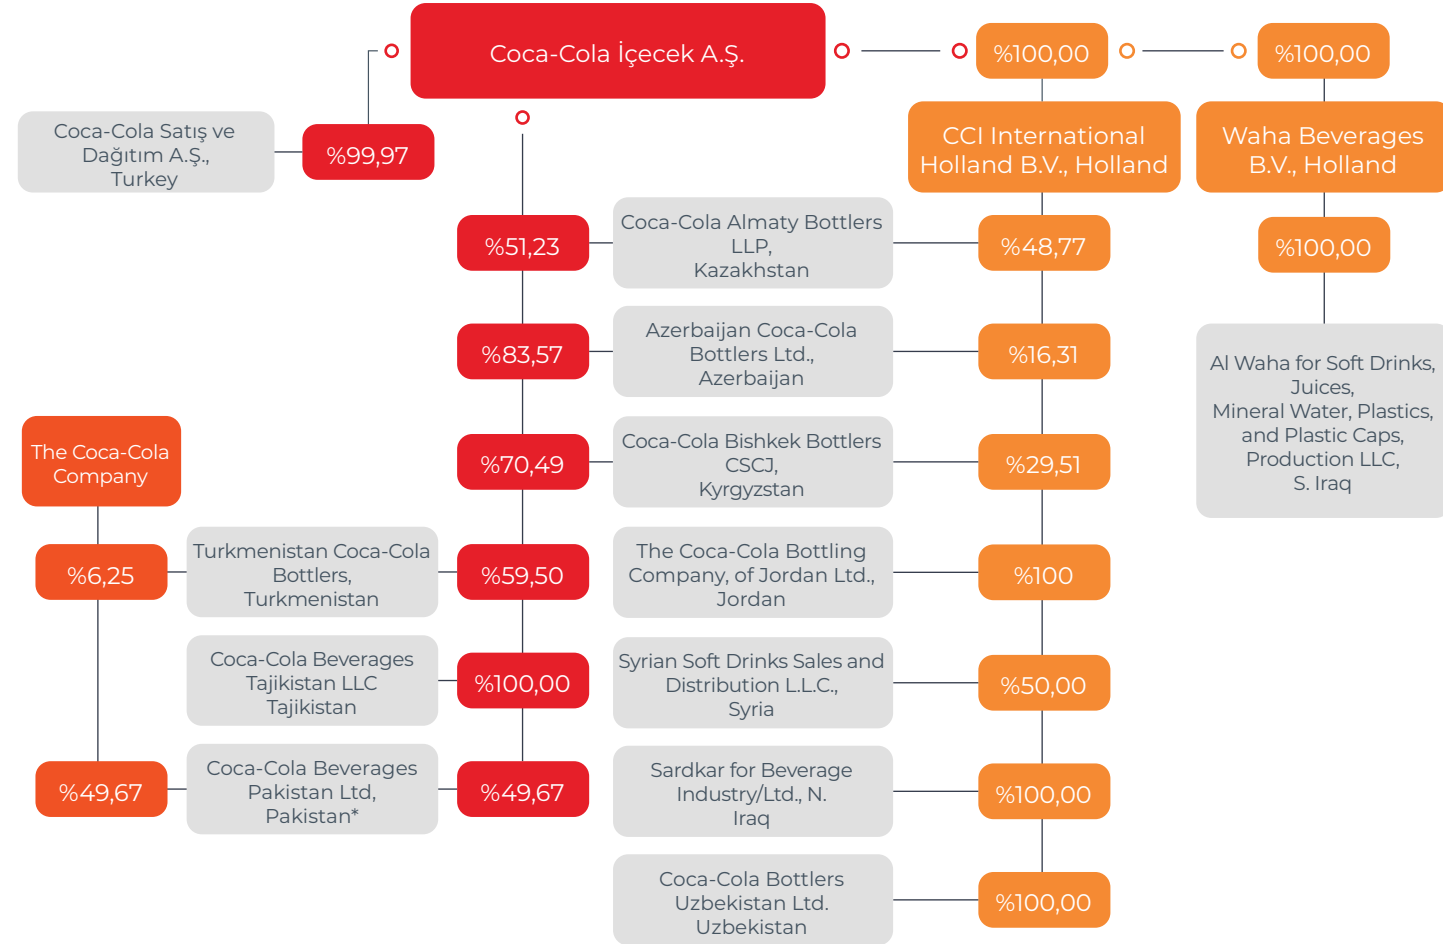 Coca-Cola İçecek A.Ş.
%100,00
%100,00
Coca-Cola Satış ve
Dağıtım A.Ş.,
Turkey
%99,97
CCI International
Holland B.V., Holland
Waha Beverages
B.V., Holland
%51,23
Coca-Cola Almaty Bottlers
LLP,
Kazakhstan
%48,77
%100,00
%83,57
Azerbaijan Coca-Cola
Bottlers Ltd.,
Azerbaijan
%16,31
Al Waha for Soft Drinks,
Juices,
Mineral Water, Plastics,
and Plastic Caps,
Production LLC,
S. Iraq
The Coca-Cola
Company
%70,49
Coca-Cola Bishkek Bottlers
CSCJ,
Kyrgyzstan
%29,51
%6,25
Turkmenistan Coca-Cola
Bottlers,
Turkmenistan
%59,50
The Coca-Cola Bottling
Company, of Jordan Ltd.,
Jordan
%100
Coca-Cola Beverages
Tajikistan LLC
Tajikistan
%100,00
Syrian Soft Drinks Sales and
Distribution L.L.C.,
Syria
%50,00
%49,67
Coca-Cola Beverages
Pakistan Ltd,
Pakistan*
%49,67
Sardkar for Beverage
Industry/Ltd., N.
Iraq
%100,00
Coca-Cola Bottlers
Uzbekistan Ltd.
Uzbekistan
%100,00